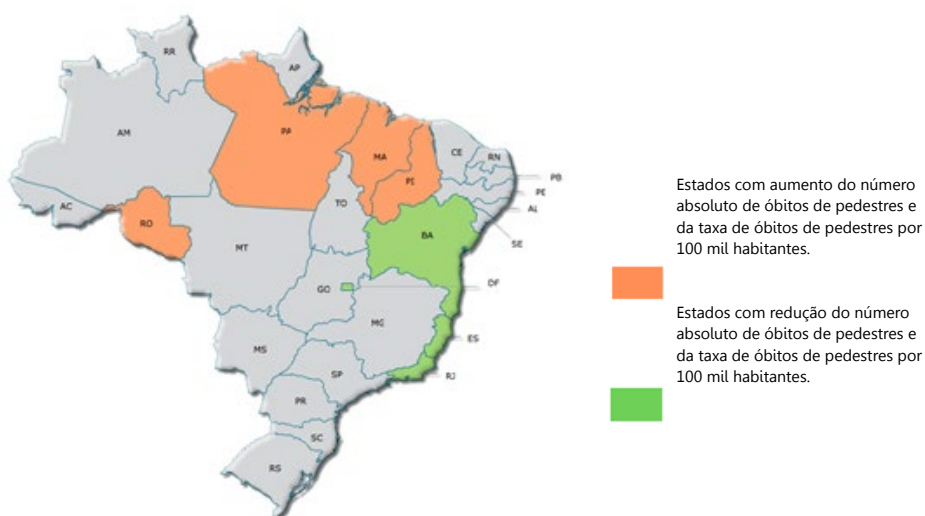 RR
AP
AM
PA
MA
CE
RN
PB
PI
PE
AL
AC
RO
TO
SE
BA
MT
DF
GO
MG
ES
MS
SP
RJ
PR
SC
RS
Estados com aumento do número
absoluto de óbitos de pedestres e
da taxa de óbitos de pedestres por
100 mil habitantes.
Estados com redução do número
absoluto de óbitos de pedestres e
da taxa de óbitos de pedestres por
100 mil habitantes.